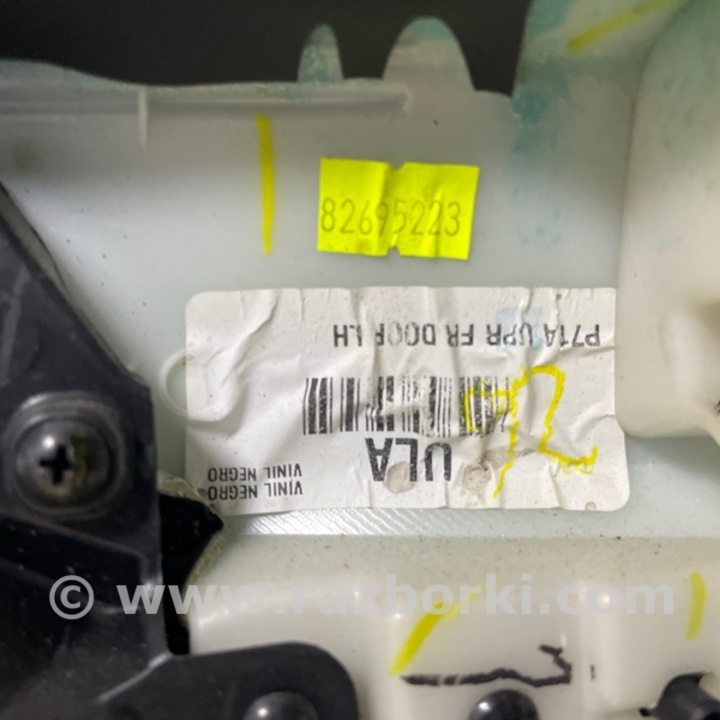 82695223
P71A UPR FR DOOR LH
ULA
VINIL NEGRO
VINIL NEGRO
© www.razborki.com